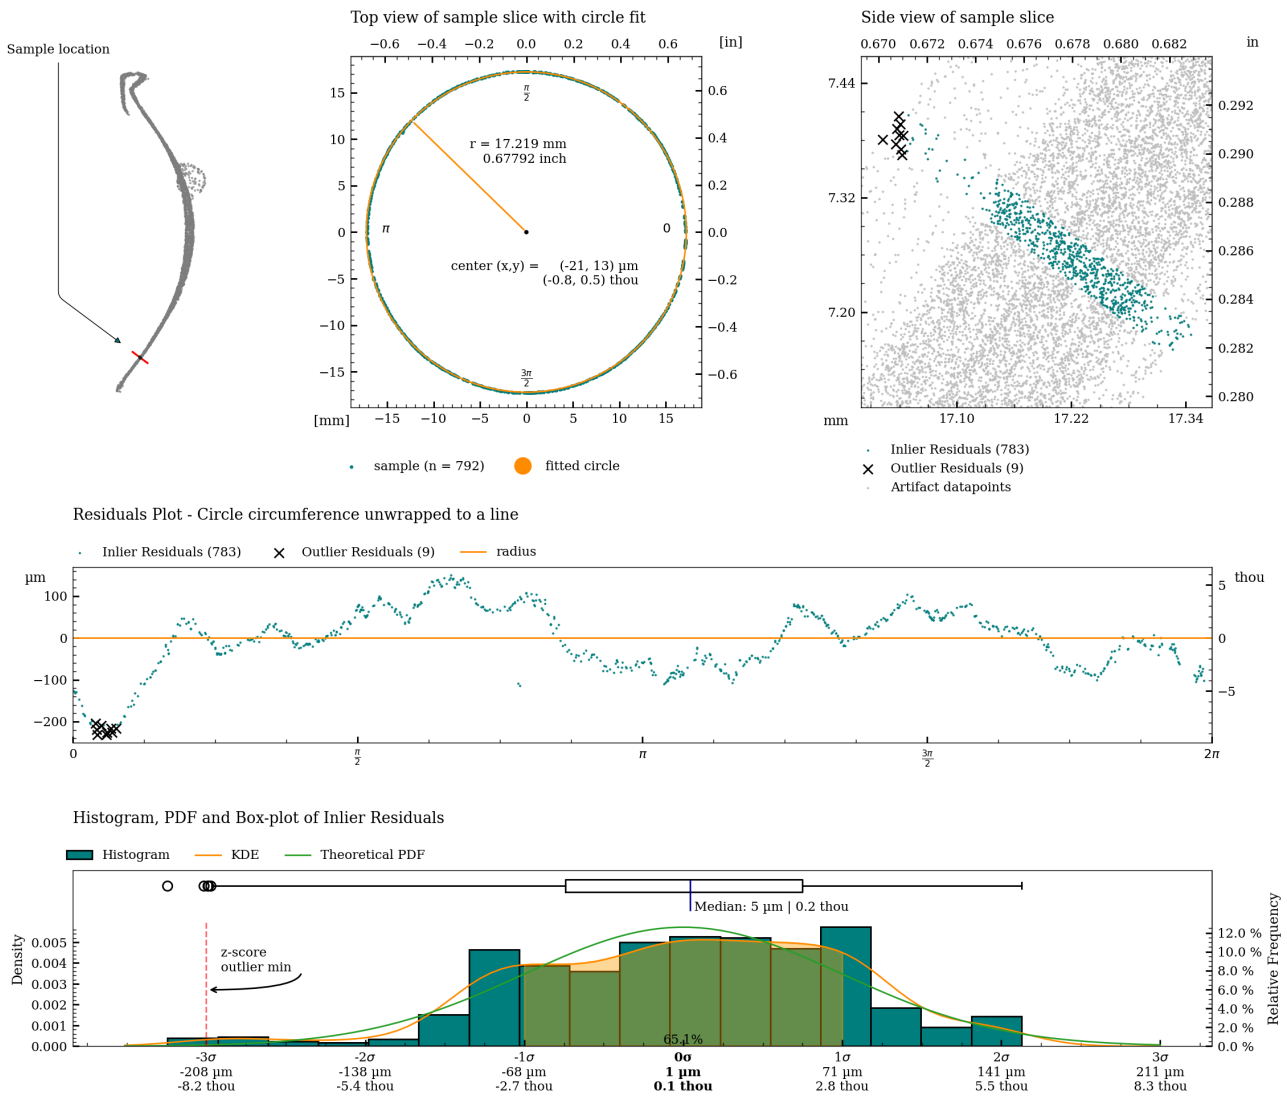 Sample location
Top view of sample slice with circle fit
−0.6 −0.4 −0.2 0.0 0.2 0.4 0.6 [in]
15
10
5
0
−5
−10
−15
[mm]
−15 −10 −5 0 5 10 15
0.6
0.4
0.2
0.0
−0.2
−0.4
−0.6
π/2
r = 17.219 mm
0.67792 inch
π
0
center (x,y) = (-21, 13) µm
(-0.8, 0.5) thou
3π/2
sample (n = 792)
fitted circle
Side view of sample slice
0.670 0.672 0.674 0.676 0.678 0.680 0.682 in
7.44
7.32
7.20
0.292
0.290
0.288
0.286
0.284
0.282
0.280
mm 17.10 17.22 17.34
Inlier Residuals (783)
Outlier Residuals (9)
Artifact datapoints
Residuals Plot - Circle circumference unwrapped to a line
Inlier Residuals (783)
Outlier Residuals (9)
radius
µm
100
0
−100
−200
thou
5
0
−5
0 π/2 π 3π/2 2π
Histogram, PDF and Box-plot of Inlier Residuals
Histogram
KDE
Theoretical PDF
Median: 5 µm | 0.2 thou
z-score
outlier min
Density
0.005
0.004
0.003
0.002
0.001
0.000
65.1%
12.0 %
10.0 %
8.0 %
6.0 %
4.0 %
2.0 %
0.0 %
Relative Frequency
-3σ -2σ -1σ 0σ 1σ 2σ 3σ
-208 µm -138 µm -68 µm 1 µm 71 µm 141 µm 211 µm
-8.2 thou -5.4 thou -2.7 thou 0.1 thou 2.8 thou 5.5 thou 8.3 thou